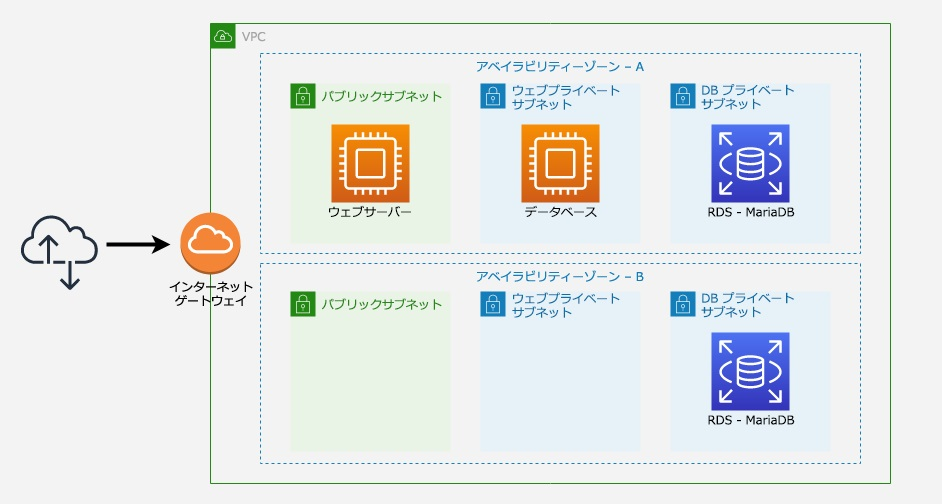 VPC
アベイラビリティーゾーン – A
パブリックサブネット
ウェブプライベート
サブネット
DB プライベート
サブネット
ウェブサーバー
データベース
RDS - MariaDB
インターネット
ゲートウェイ
アベイラビリティーゾーン – B
パブリックサブネット
ウェブプライベート
サブネット
DB プライベート
サブネット
RDS - MariaDB